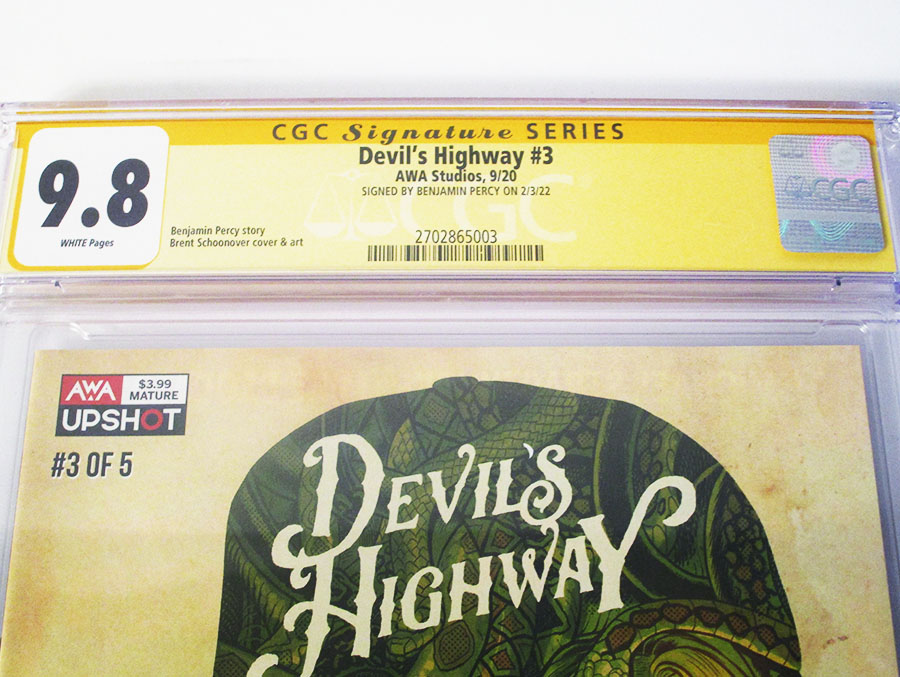 CGC Signature SERIES
Devil's Highway #3
AWA Studios, 9/20
SIGNED BY BENJAMIN PERCY ON 2/3/22
9.8
WHITE Pages
Benjamin Percy story
Brent Schoonover cover & art
CGC
2702865003
CGC
AWA
$3.99
MATURE
UPSHOT
#3 OF 5
DEVIL'S
HIGHWAY